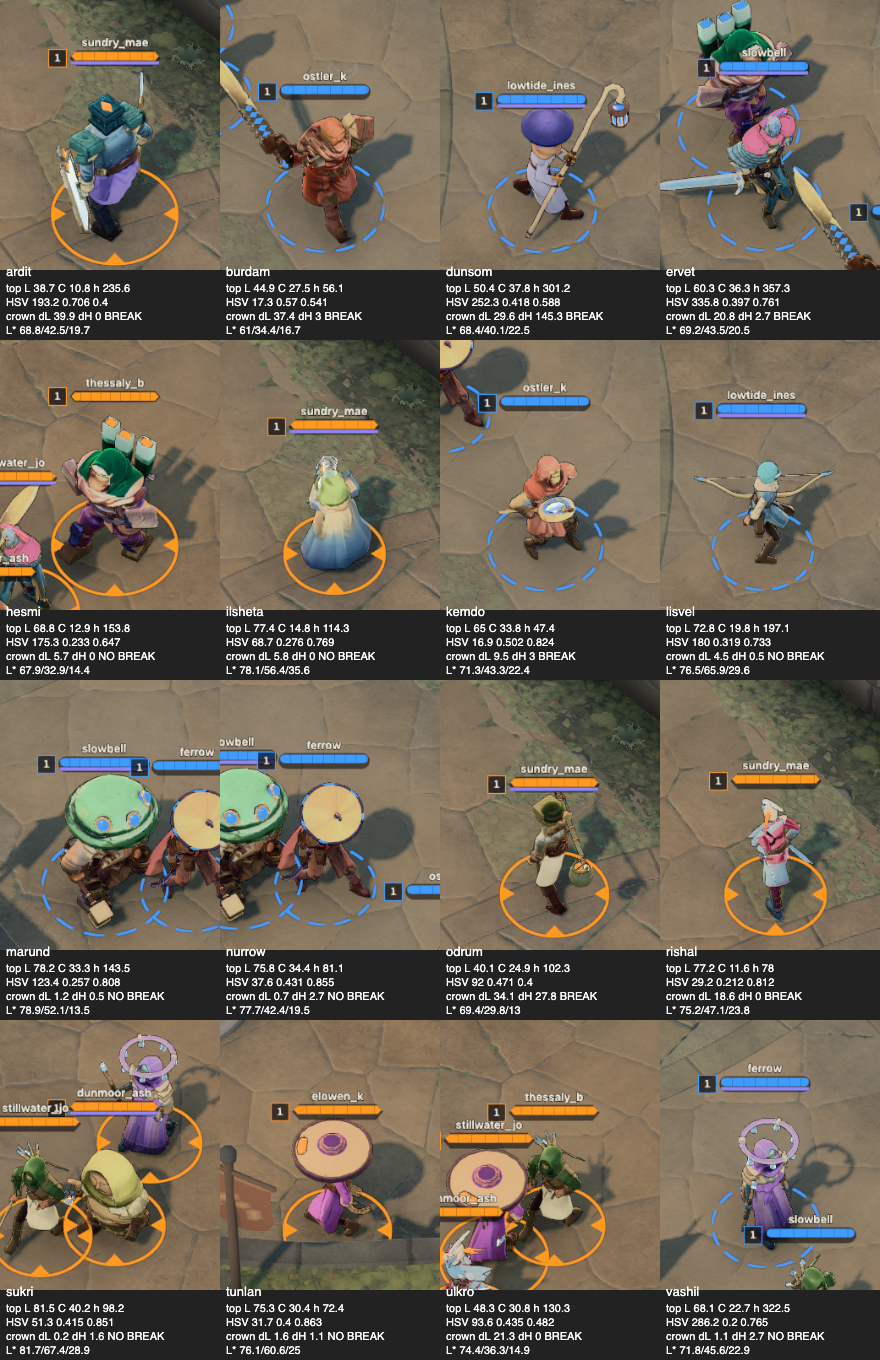 sundry_mae
1
ostler_k
1
lowtide_ines
1
slowbell
1
1
ardit
top L 38.7 C 10.8 h 235.6
HSV 193.2 0.706 0.4
crown dL 39.9 dH 0 BREAK
L* 68.8/42.5/19.7
burdam
top L 44.9 C 27.5 h 56.1
HSV 17.3 0.57 0.541
crown dL 37.4 dH 3 BREAK
L* 61/34.4/16.7
dunsom
top L 50.4 C 37.8 h 301.2
HSV 252.3 0.418 0.588
crown dL 29.6 dH 145.3 BREAK
L* 68.4/40.1/22.5
ervet
top L 60.3 C 36.3 h 357.3
HSV 335.8 0.397 0.761
crown dL 20.8 dH 2.7 BREAK
L* 69.2/43.5/20.5
thessaly_b
1
water_jo
r_ash
sundry_mae
1
ostler_k
1
lowtide_ines
1
hesmi
top L 68.8 C 12.9 h 153.8
HSV 175.3 0.233 0.647
crown dL 5.7 dH 0 NO BREAK
L* 67.9/32.9/14.4
ilsheta
top L 77.4 C 14.8 h 114.3
HSV 68.7 0.276 0.769
crown dL 5.8 dH 0 NO BREAK
L* 78.1/56.4/35.6
kemdo
top L 65 C 33.8 h 47.4
HSV 16.9 0.502 0.824
crown dL 9.5 dH 3 BREAK
L* 71.3/43.3/22.4
lisvel
top L 72.8 C 19.8 h 197.1
HSV 180 0.319 0.733
crown dL 4.5 dH 0.5 NO BREAK
L* 76.5/65.9/29.6
slowbell
1
ferrow
1
owbell
1
ferrow
os
1
sundry_mae
1
sundry_mae
1
marund
top L 78.2 C 33.3 h 143.5
HSV 123.4 0.257 0.808
crown dL 1.2 dH 0.5 NO BREAK
L* 78.9/52.1/13.5
nurrow
top L 75.8 C 34.4 h 81.1
HSV 37.6 0.431 0.855
crown dL 0.7 dH 2.7 NO BREAK
L* 77.7/42.4/19.5
odrum
top L 40.1 C 24.9 h 102.3
HSV 92 0.471 0.4
crown dL 34.1 dH 27.8 BREAK
L* 69.4/29.8/13
rishal
top L 77.2 C 11.6 h 78
HSV 29.2 0.212 0.812
crown dL 18.6 dH 0 BREAK
L* 75.2/47.1/23.8
dunmoor_ash
stillwater_jo
elowen_k
1
thessaly_b
1
stillwater_jo
nmoor_ash
ferrow
1
slowbell
1
sukri
top L 81.5 C 40.2 h 98.2
HSV 51.3 0.415 0.851
crown dL 0.2 dH 1.6 NO BREAK
L* 81.7/67.4/28.9
tunlan
top L 75.3 C 30.4 h 72.4
HSV 31.7 0.4 0.863
crown dL 1.6 dH 1.1 NO BREAK
L* 76.1/60.6/25
ulkro
top L 48.3 C 30.8 h 130.3
HSV 93.6 0.435 0.482
crown dL 21.3 dH 0 BREAK
L* 74.4/36.3/14.9
vashil
top L 68.1 C 22.7 h 322.5
HSV 286.2 0.2 0.765
crown dL 1.1 dH 2.7 NO BREAK
L* 71.8/45.6/22.9